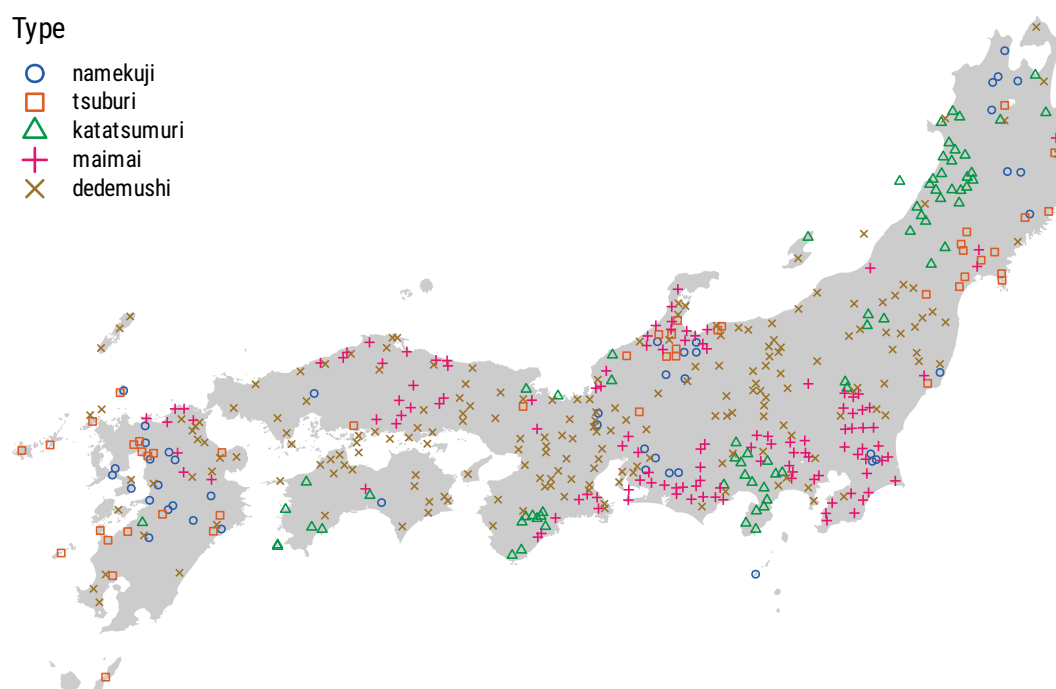 Type
namekuji
tsuburi
katatsumuri
maimai
dedemushi